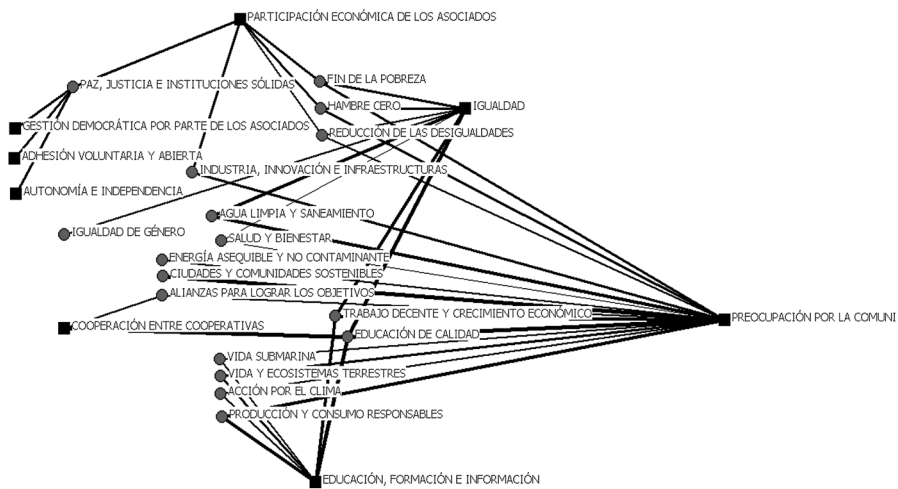 PARTICIPACIÓN ECONÓMICA DE LOS ASOCIADOS
FIN DE LA POBREZA
PAZ, JUSTICIA E INSTITUCIONES SÓLIDAS
HAMBRE CERO
IGUALDAD
GESTIÓN DEMOCRÁTICA POR PARTE DE LOS ASOCIADOS
REDUCCIÓN DE LAS DESIGUALDADES
ADHESIÓN VOLUNTARIA Y ABIERTA
INDUSTRIA, INNOVACIÓN E INFRAESTRUCTURAS
AUTONOMÍA E INDEPENDENCIA
AGUA LIMPIA Y SANEAMIENTO
IGUALDAD DE GÉNERO
SALUD Y BIENESTAR
ENERGÍA ASEQUIBLE Y NO CONTAMINANTE
CIUDADES Y COMUNIDADES SOSTENIBLES
ALIANZAS PARA LOGRAR LOS OBJETIVOS
TRABAJO DECENTE Y CRECIMIENTO ECONÓMICO
PREOCUPACIÓN POR LA COMUNI
COOPERACIÓN ENTRE COOPERATIVAS
EDUCACIÓN DE CALIDAD
VIDA SUBMARINA
VIDA Y ECOSISTEMAS TERRESTRES
ACCIÓN POR EL CLIMA
PRODUCCIÓN Y CONSUMO RESPONSABLES
EDUCACIÓN, FORMACIÓN E INFORMACIÓN